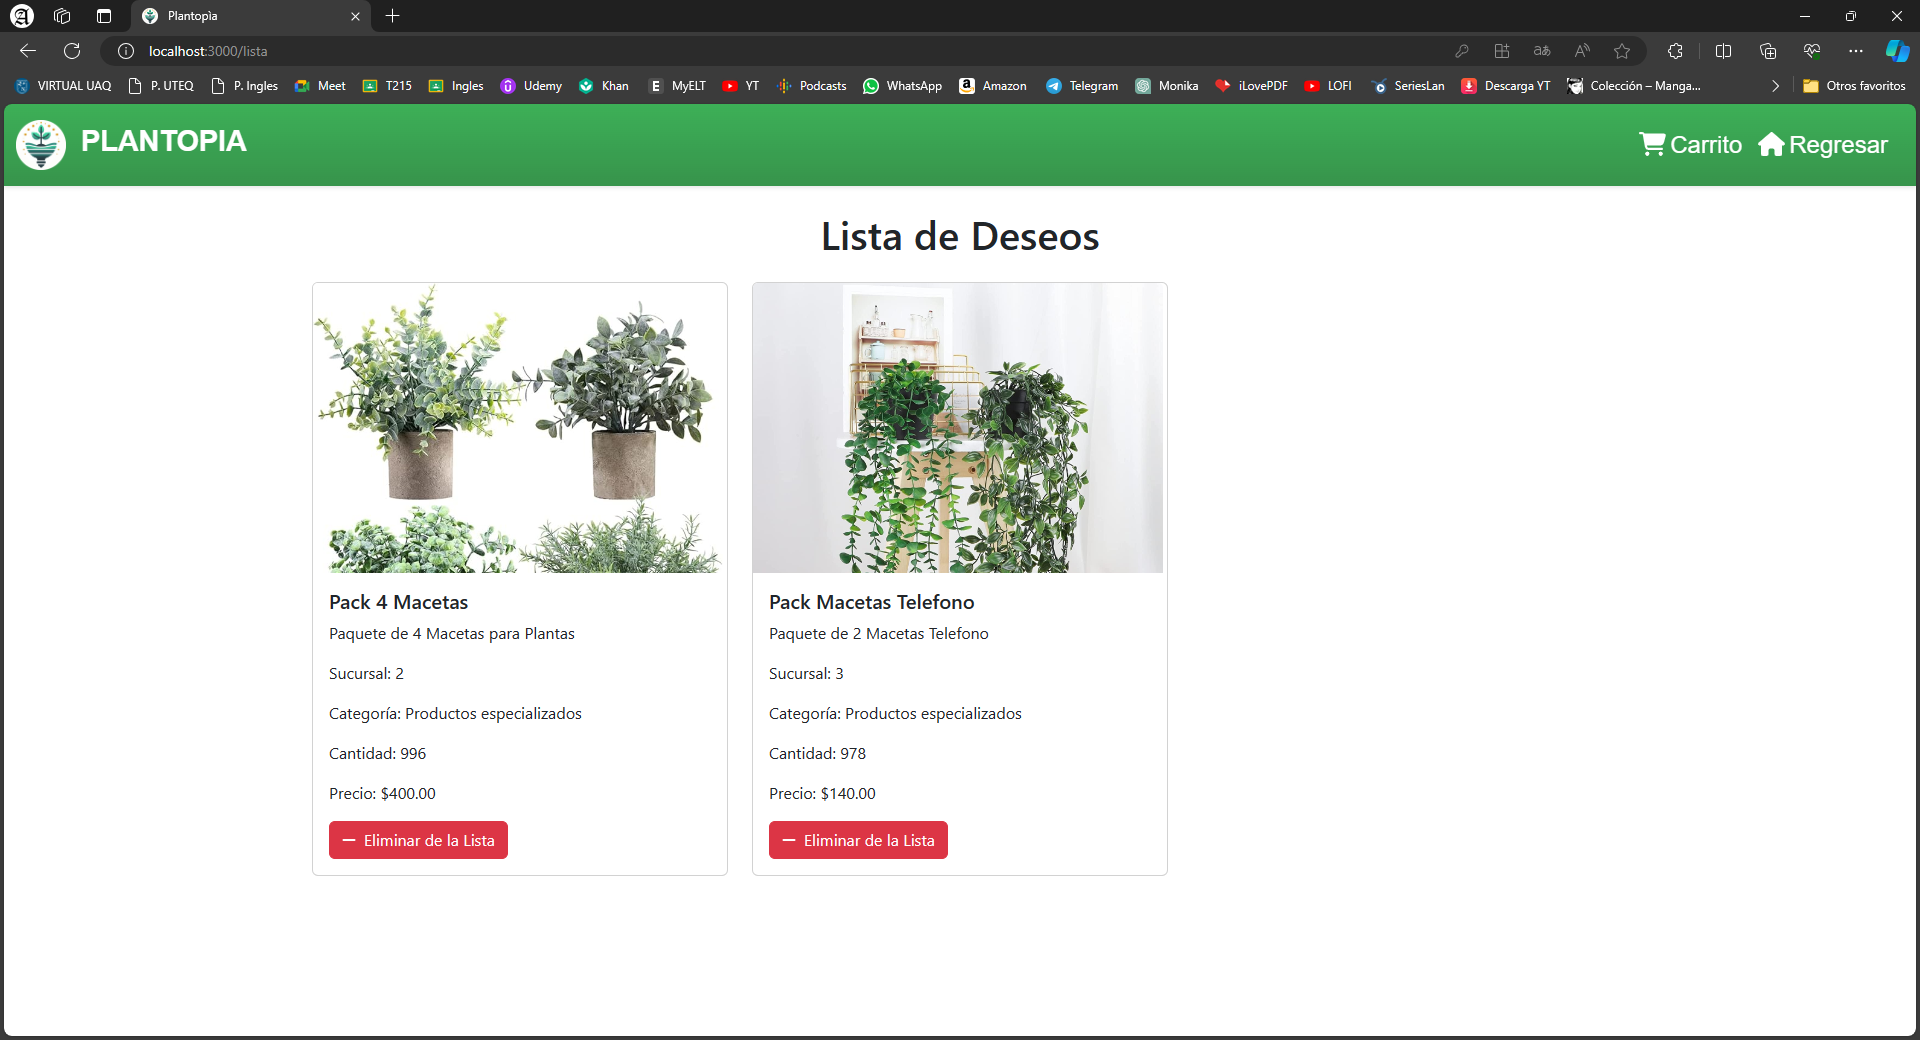 Plantopia
localhost:3000/lista
VIRTUAL UAQ P. UTEQ P. Ingles Meet T215 Ingles Udemy Khan MyELT YT Podcasts WhatsApp Amazon Telegram Monika iLovePDF LOFI SeriesLan Descarga YT Colección – Manga... Otros favoritos
PLANTOPIA
Carrito Regresar
Lista de Deseos
Pack 4 Macetas
Paquete de 4 Macetas para Plantas
Sucursal: 2
Categoría: Productos especializados
Cantidad: 996
Precio: $400.00
Eliminar de la Lista
Pack Macetas Telefono
Paquete de 2 Macetas Telefono
Sucursal: 3
Categoría: Productos especializados
Cantidad: 978
Precio: $140.00
Eliminar de la Lista